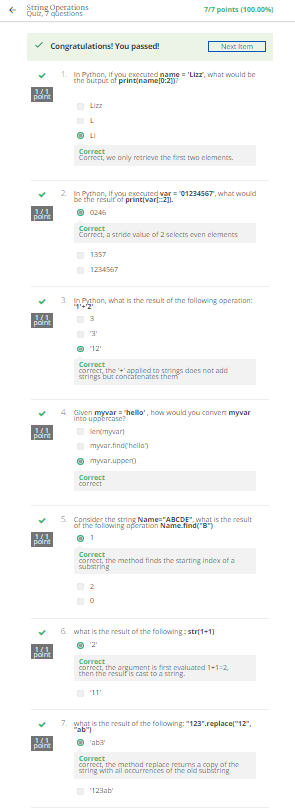 String Operations
Quiz, 7 questions
7/7 points (100.00%)
Congratulations! You passed!
Next Item
1 / 1
point
1. In Python, if you executed name = 'Lizz', what would be
the output of print(name[0:2])?
Lizz
L
Li
Correct
Correct, we only retrieve the first two elements.
1 / 1
point
2. In Python, if you executed var = '01234567', what would
be the result of print(var[::2]).
0246
Correct
Correct, a stride value of 2 selects even elements
1357
1234567
1 / 1
point
3. In Python, what is the result of the following operation:
'1'+'2'
3
'3'
'12'
Correct
correct, the '+' applied to strings does not add
strings but concatenates them
1 / 1
point
4. Given myvar = 'hello' , how would you convert myvar
into uppercase?
len(myvar)
myvar.find('hello')
myvar.upper()
Correct
correct
1 / 1
point
5. Consider the string Name="ABCDE", what is the result
of the following operation Name.find("B")
1
Correct
correct, the method finds the starting index of a
substring
2
0
1 / 1
point
6. what is the result of the following : str(1+1)
'2'
Correct
correct, the argument is first evaluated 1+1=2,
then the result is cast to a string.
'11'
1 / 1
point
7. what is the result of the following: "123".replace("12",
"ab")
'ab3'
Correct
correct, the method replace returns a copy of the
string with all occurrences of the old substring
'123ab'